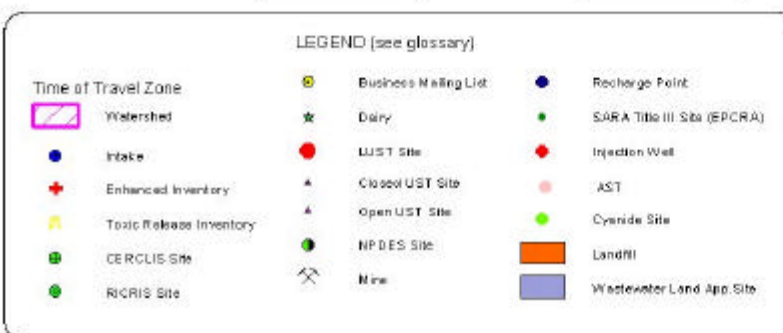 LEGEND (see glossary)
Time of Travel Zone
Watershed
Intake
Enhanced Inventory
Toxic Release Inventory
CERCLIS Site
RICRIS Site
Business Mailing List
Dairy
LUST Site
Closed UST Site
Open UST Site
NPDES Site
Mine
Recharge Point
SARA Title III Site (EPCRA)
Injection Well
AST
Cyanide Site
Landfill
Wastewater Land App. Site